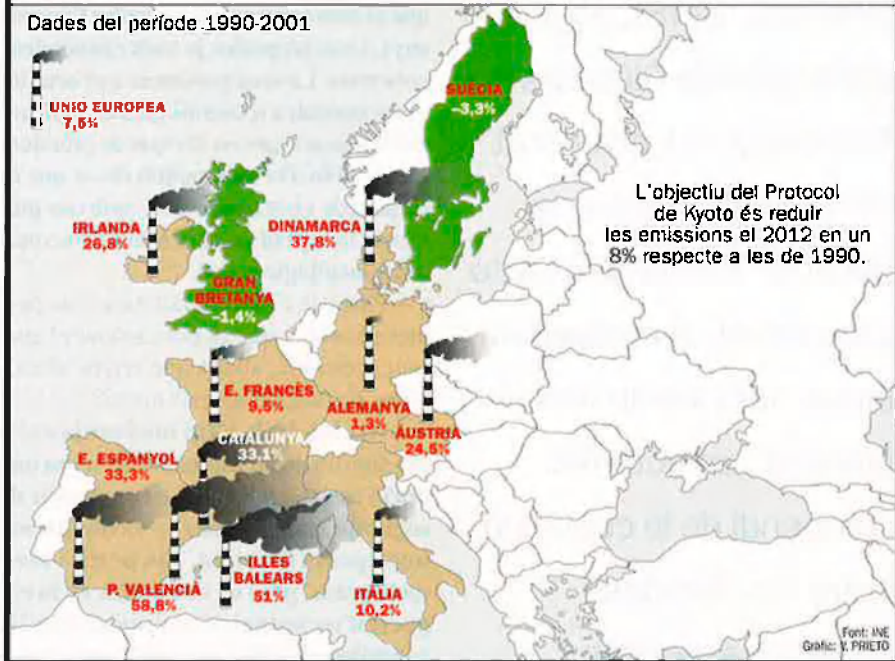 Dades del període 1990-2001
UNIO EUROPEA
7,5%
SUÈCIA
-3,3%
IRLANDA
26,8%
DINAMARCA
37,8%
L'objectiu del Protocol
de Kyoto és reduir
les emissions el 2012 en un
8% respecte a les de 1990.
GRAN
BRETANYA
-1,4%
E. FRANCÈS
9,5%
ALEMANYA
1,3%
ÀUSTRIA
24,5%
CATALUNYA
33,1%
E. ESPANYOL
33,3%
P. VALENCIÀ
58,8%
ILLES
BALEARS
51%
ITÀLIA
10,2%
Font: INE
Gràfic: V. PRIETO